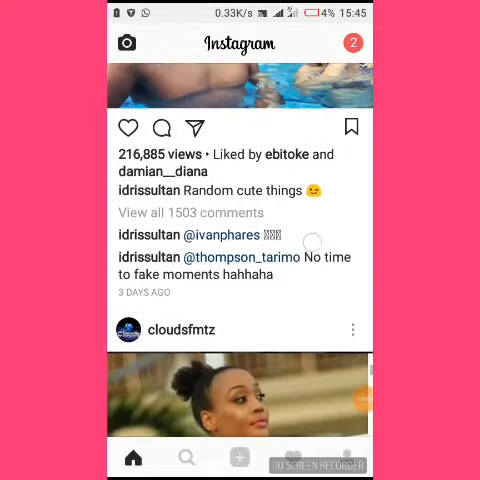 0.33K/s 4% 15:45
Instagram
2
216,885 views • Liked by ebitoke and
damian__diana
idrissultan Random cute things 😉
View all 1503 comments
idrissultan @ivanphares
idrissultan @thompson_tarimo No time
to fake moments hahhaha
3 DAYS AGO
cloudsfmtz
DU SCREEN RECORDER